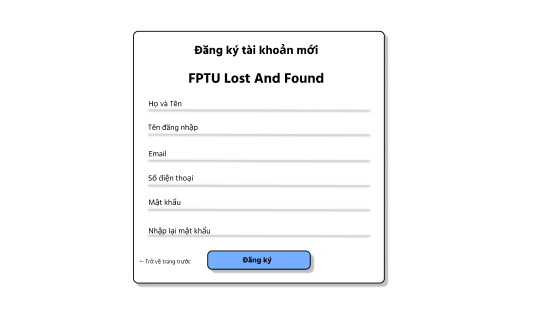 Đăng ký tài khoản mới
FPTU Lost And Found
Họ và Tên
Tên đăng nhập
Email
Số điện thoại
Mật khẩu
Nhập lại mật khẩu
← Trở về trang trước
Đăng ký